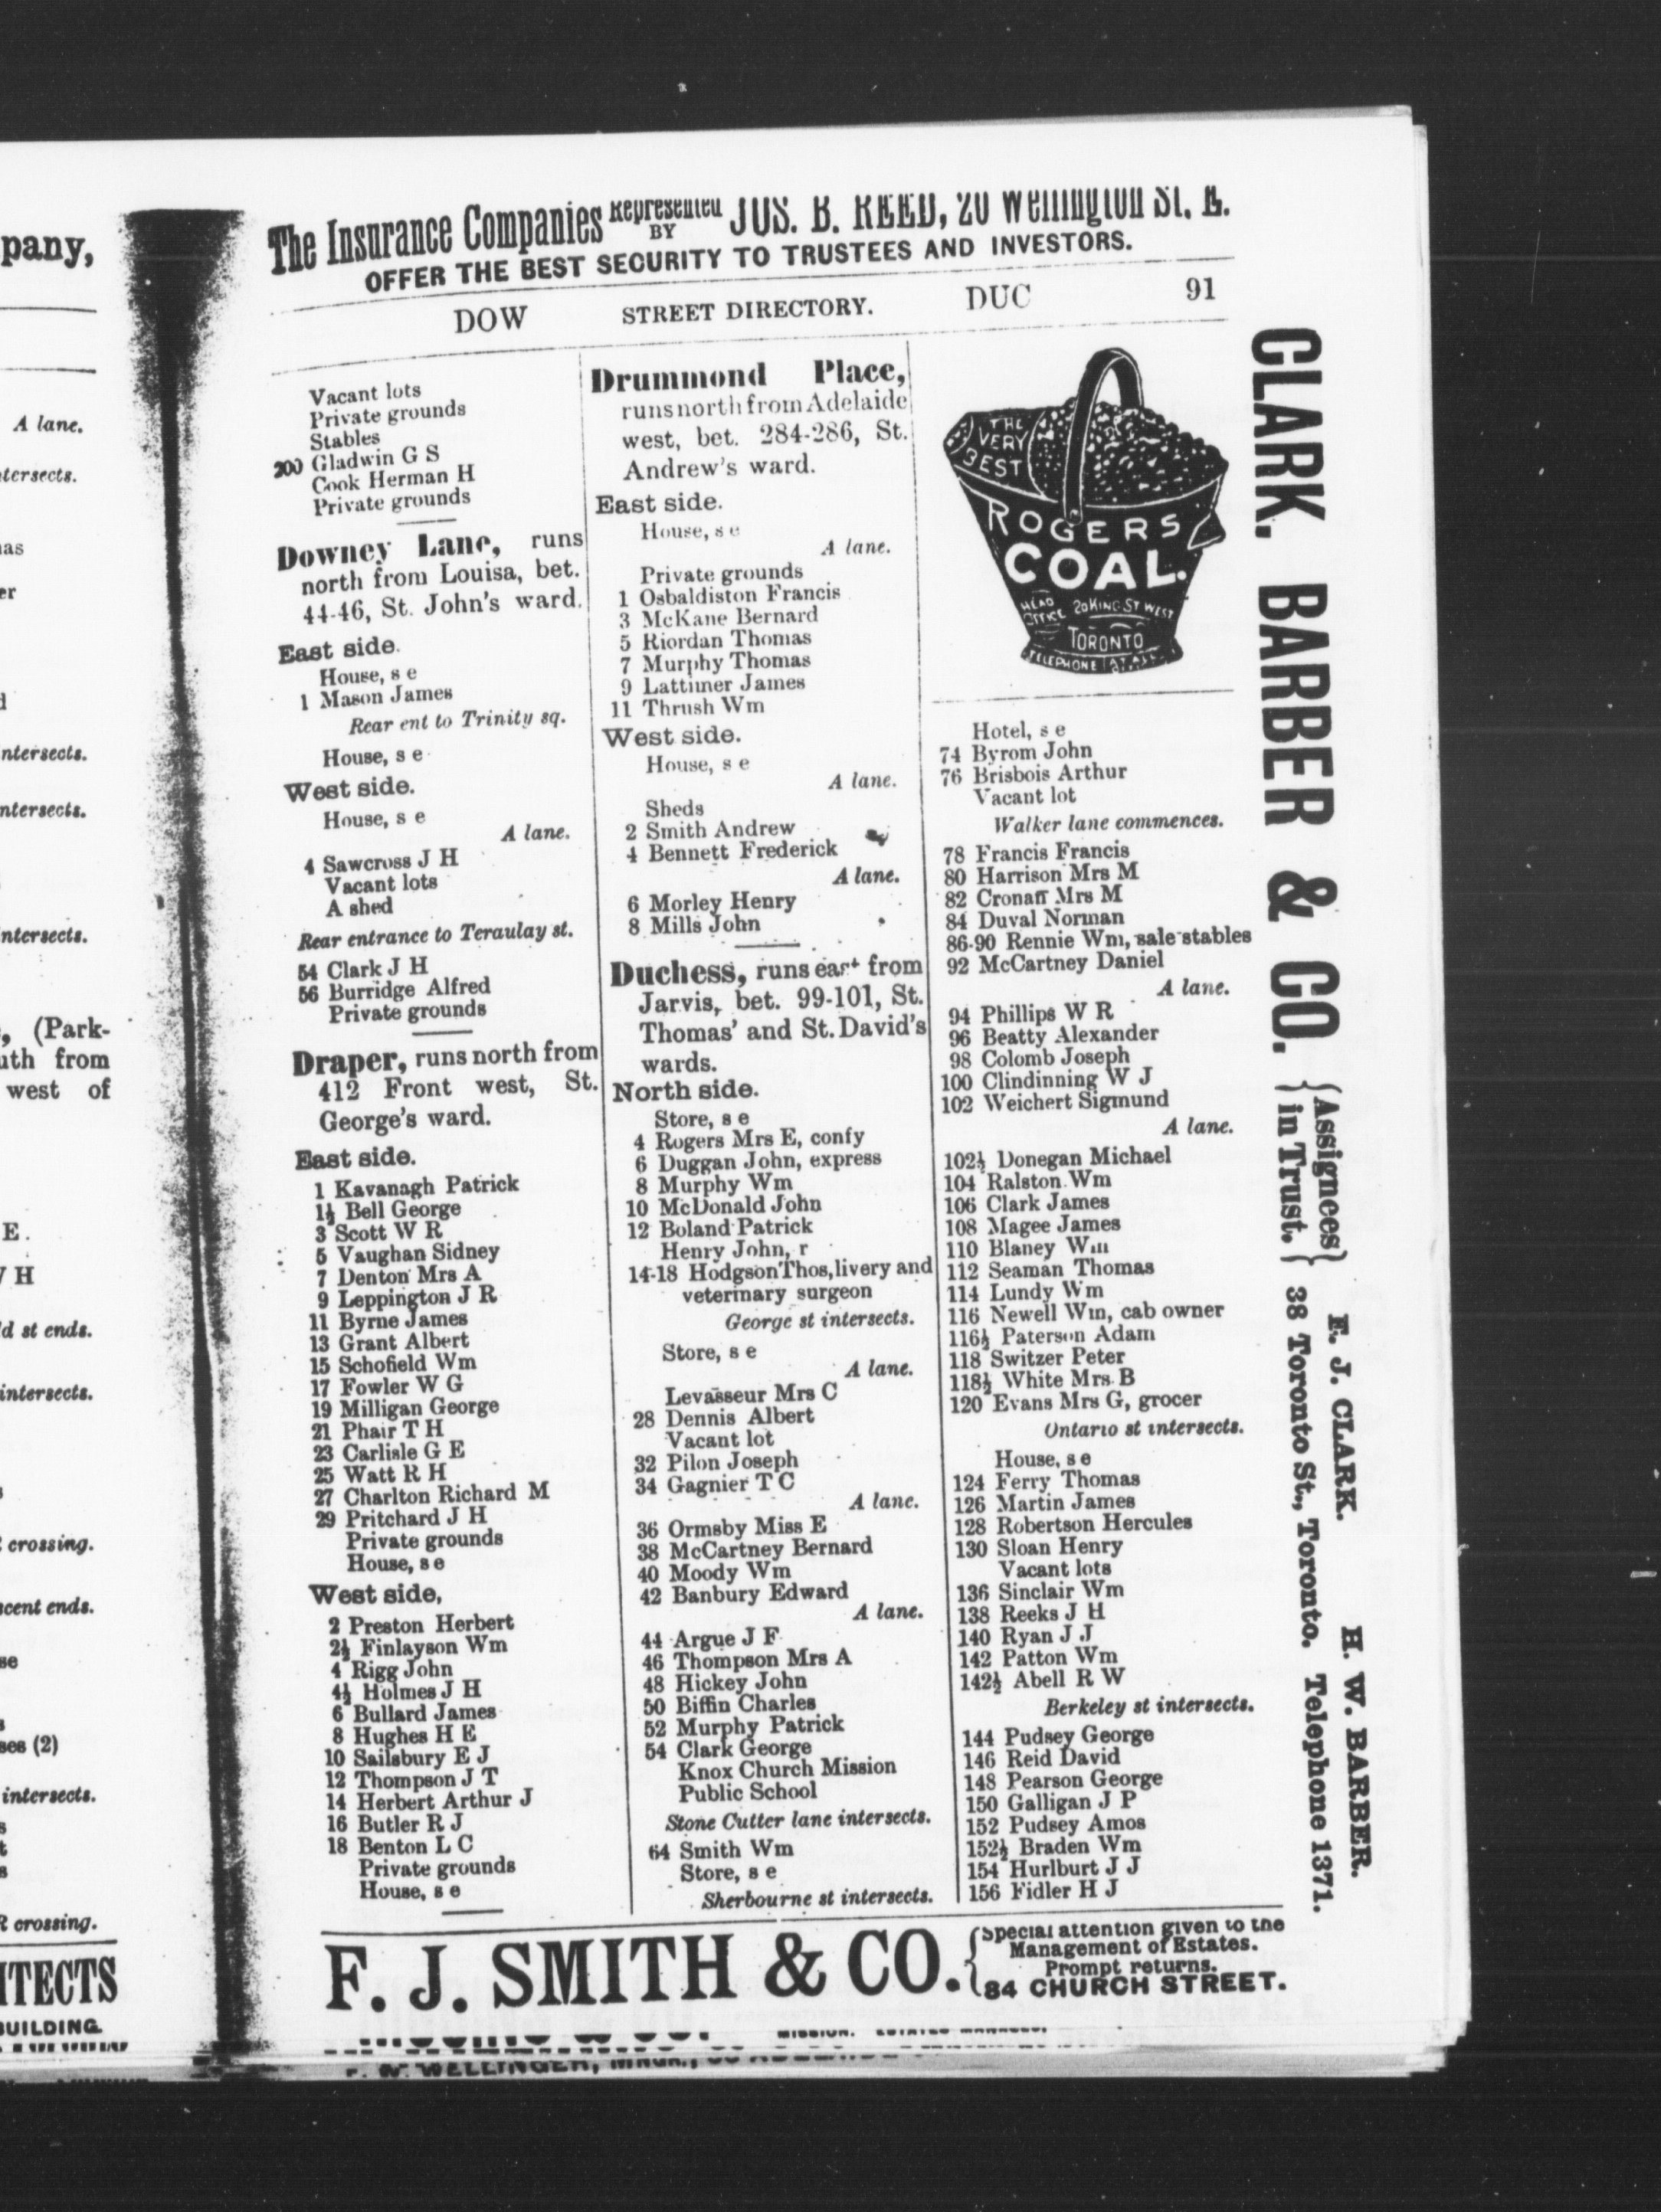 pany,
A lane.
E.
crossing.
(Park-
west of
intersects.
crossing.
BUILDING.
The Insurance Companies Represented BY JOS. B. REED, 20 Wellington St. E.
OFFER THE BEST SECURITY TO TRUSTEES AND INVESTORS.
DOW STREET DIRECTORY. DUC 91
Vacant lots
Private grounds
Stables
200 Gladwin G S
Cook Herman H
Private grounds
Downey Lane, runs
north from Louisa, bet.
44-46, St. John's ward.
East side.
House, s e
1 Mason James
Rear ent to Trinity sq.
House, s e
West side.
House, s e
A lane.
4 Sawcross J H
Vacant lots
A shed
Rear entrance to Teraulay st.
54 Clark J H
56 Burridge Alfred
Private grounds
Draper, runs north from
412 Front west, St.
George's ward.
East side.
1 Kavanagh Patrick
1½ Bell George
3 Scott W R
5 Vaughan Sidney
7 Denton Mrs A
9 Leppington J R
11 Byrne James
13 Grant Albert
15 Schofield Wm
17 Fowler W G
19 Milligan George
21 Phair T H
23 Carlisle G E
25 Watt R H
27 Charlton Richard M
29 Pritchard J H
Private grounds
House, s e
West side,
2 Preston Herbert
2½ Finlayson Wm
4 Rigg John
4½ Holmes J H
6 Bullard James
8 Hughes H E
10 Sailsbury E J
12 Thompson J T
14 Herbert Arthur J
16 Butler R J
18 Benton L C
Private grounds
House, s e
Drummond Place,
runs north from Adelaide
west, bet. 284-286, St.
Andrew's ward.
East side.
House, s e
A lane.
Private grounds
1 Osbaldiston Francis
3 McKane Bernard
5 Riordan Thomas
7 Murphy Thomas
9 Lattimer James
11 Thrush Wm
West side.
House, s e
A lane.
Sheds
2 Smith Andrew
4 Bennett Frederick
A lane.
6 Morley Henry
8 Mills John
Duchess, runs east from
Jarvis, bet. 99-101, St.
Thomas' and St. David's
wards.
North side.
Store, s e
4 Rogers Mrs E, confy
6 Duggan John, express
8 Murphy Wm
10 McDonald John
12 Boland Patrick
Henry John, r
14-18 Hodgson Thos, livery and
veterinary surgeon
George st intersects.
Store, s e
A lane.
Levasseur Mrs C
28 Dennis Albert
Vacant lot
32 Pilon Joseph
34 Gagnier T C
A lane.
36 Ormsby Miss E
38 McCartney Bernard
40 Moody Wm
42 Banbury Edward
A lane.
44 Argue J F
46 Thompson Mrs A
48 Hickey John
50 Biffin Charles
52 Murphy Patrick
54 Clark George
Knox Church Mission
Public School
Stone Cutter lane intersects.
64 Smith Wm
Store, s e
Sherbourne st intersects.
THE
VERY
BEST
ROGERS
COAL.
HEAD OFFICE 20 KING ST WEST
TORONTO
TELEPHONE AT ALL
Hotel, s e
74 Byrom John
76 Brisbois Arthur
Vacant lot
Walker lane commences.
78 Francis Francis
80 Harrison Mrs M
82 Cronan Mrs M
84 Duval Norman
86-90 Rennie Wm, sale stables
92 McCartney Daniel
A lane.
94 Phillips W R
96 Beatty Alexander
98 Colomb Joseph
100 Clindinning W J
102 Weichert Sigmund
A lane.
102½ Donegan Michael
104 Ralston Wm
106 Clark James
108 Magee James
110 Blaney Wm
112 Seaman Thomas
114 Lundy Wm
116 Newell Wm, cab owner
116½ Paterson Adam
118 Switzer Peter
118½ White Mrs B
120 Evans Mrs G, grocer
Ontario st intersects.
House, s e
124 Ferry Thomas
126 Martin James
128 Robertson Hercules
130 Sloan Henry
Vacant lots
136 Sinclair Wm
138 Reeks J H
140 Ryan J J
142 Patton Wm
142½ Abell R W
Berkeley st intersects.
144 Pudsey George
146 Reid David
148 Pearson George
150 Galligan J P
152 Pudsey Amos
152½ Braden Wm
154 Hurlburt J J
156 Fidler H J
CLARK. BARBER & CO. {Assignees in Trust.} E. J. CLARK. H. W. BARBER.
38 Toronto St., Toronto. Telephone 1371.
F. J. SMITH & CO.
Special attention given to the
Management of Estates.
Prompt returns.
84 CHURCH STREET.